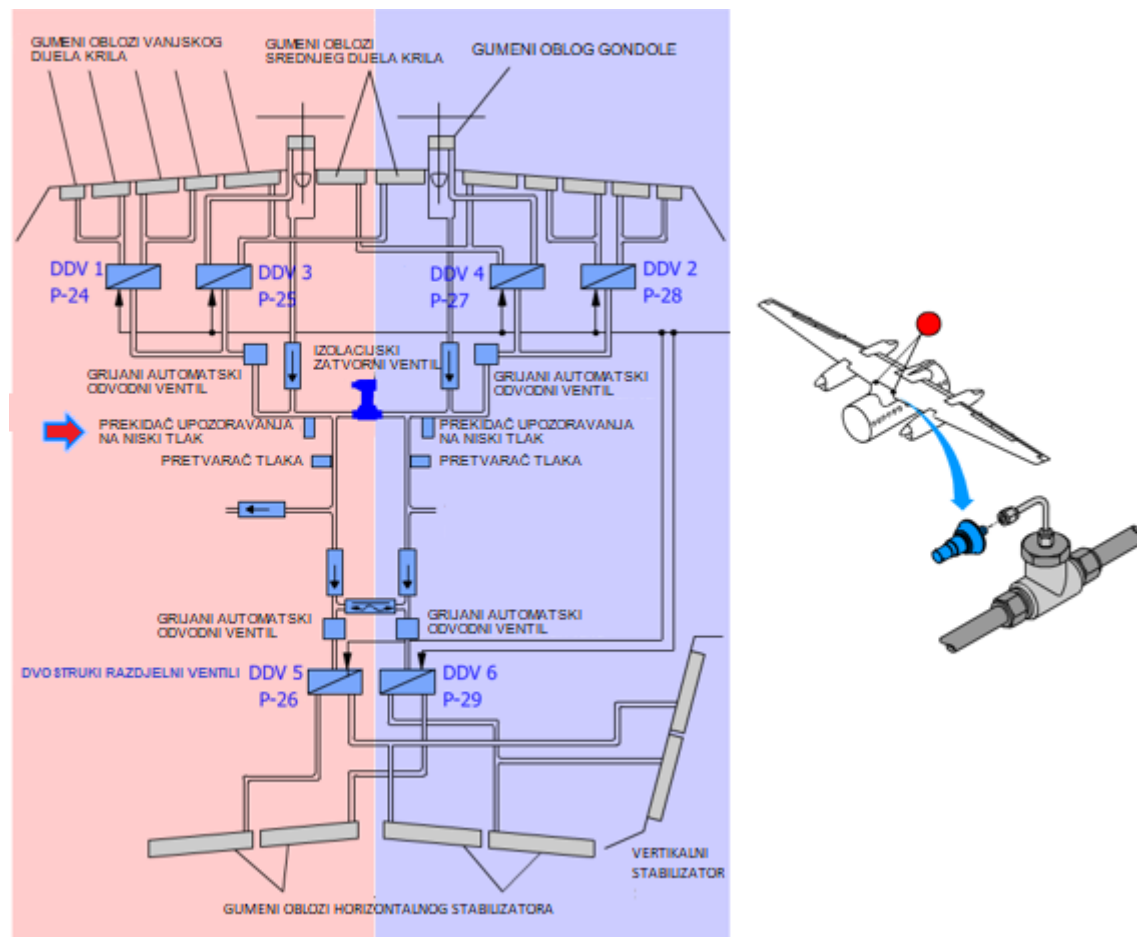 GUMENI OBLOZI VANJSKOG
DIJELA KRILA
GUMENI OBLOZI
SREDNJEG DIJELA KRILA
GUMENI OBLOG GONDOLE
DDV 1
P-24
DDV 3
P-25
DDV 4
P-27
DDV 2
P-28
GRIJANI AUTOMATSKI
ODVODNI VENTIL
IZOLACIJSKI
ZATVORNI VENTIL
GRIJANI AUTOMATSKI
ODVODNI VENTIL
PREKIDAČ UPOZORAVANJA
NA NISKI TLAK
PREKIDAČ UPOZORAVANJA
NA NISKI TLAK
PRETVARAČ TLAKA
PRETVARAČ TLAKA
GRIJANI AUTOMATSKI
ODVODNI VENTIL
GRIJANI AUTOMATSKI
ODVODNI VENTIL
DVOSTRUKI RAZDJELNI VENTILI
DDV 5
P-26
DDV 6
P-29
VERTIKALNI
STABILIZATOR
GUMENI OBLOZI HORIZONTALNOG STABILIZATORA